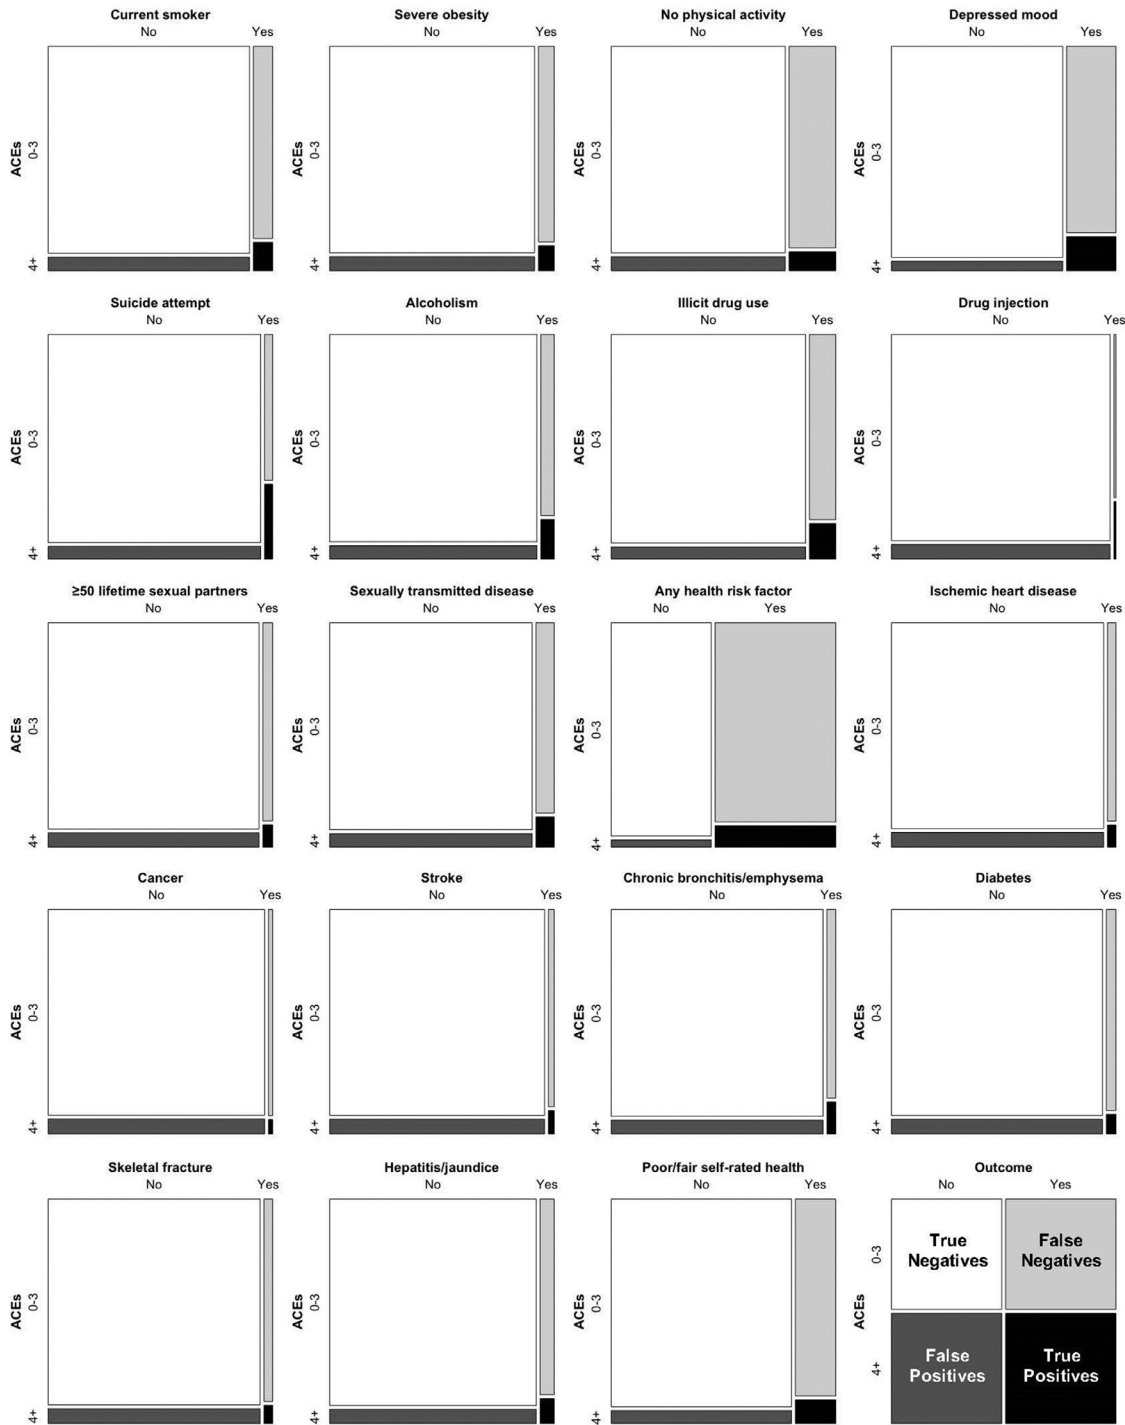 Current smoker Severe obesity No physical activity Depressed mood
No Yes No Yes No Yes No Yes
ACEs 0-3 4+ ACEs 0-3 4+ ACEs 0-3 4+ ACEs 0-3 4+
Suicide attempt Alcoholism Illicit drug use Drug injection
No Yes No Yes No Yes No Yes
ACEs 0-3 4+ ACEs 0-3 4+ ACEs 0-3 4+ ACEs 0-3 4+
≥50 lifetime sexual partners Sexually transmitted disease Any health risk factor Ischemic heart disease
No Yes No Yes No Yes No Yes
ACEs 0-3 4+ ACEs 0-3 4+ ACEs 0-3 4+ ACEs 0-3 4+
Cancer Stroke Chronic bronchitis/emphysema Diabetes
No Yes No Yes No Yes No Yes
ACEs 0-3 4+ ACEs 0-3 4+ ACEs 0-3 4+ ACEs 0-3 4+
Skeletal fracture Hepatitis/jaundice Poor/fair self-rated health Outcome
No Yes No Yes No Yes No Yes
ACEs 0-3 4+ ACEs 0-3 4+ ACEs 0-3 4+ ACEs 0-3 4+
True False
Negatives Negatives
False True
Positives Positives